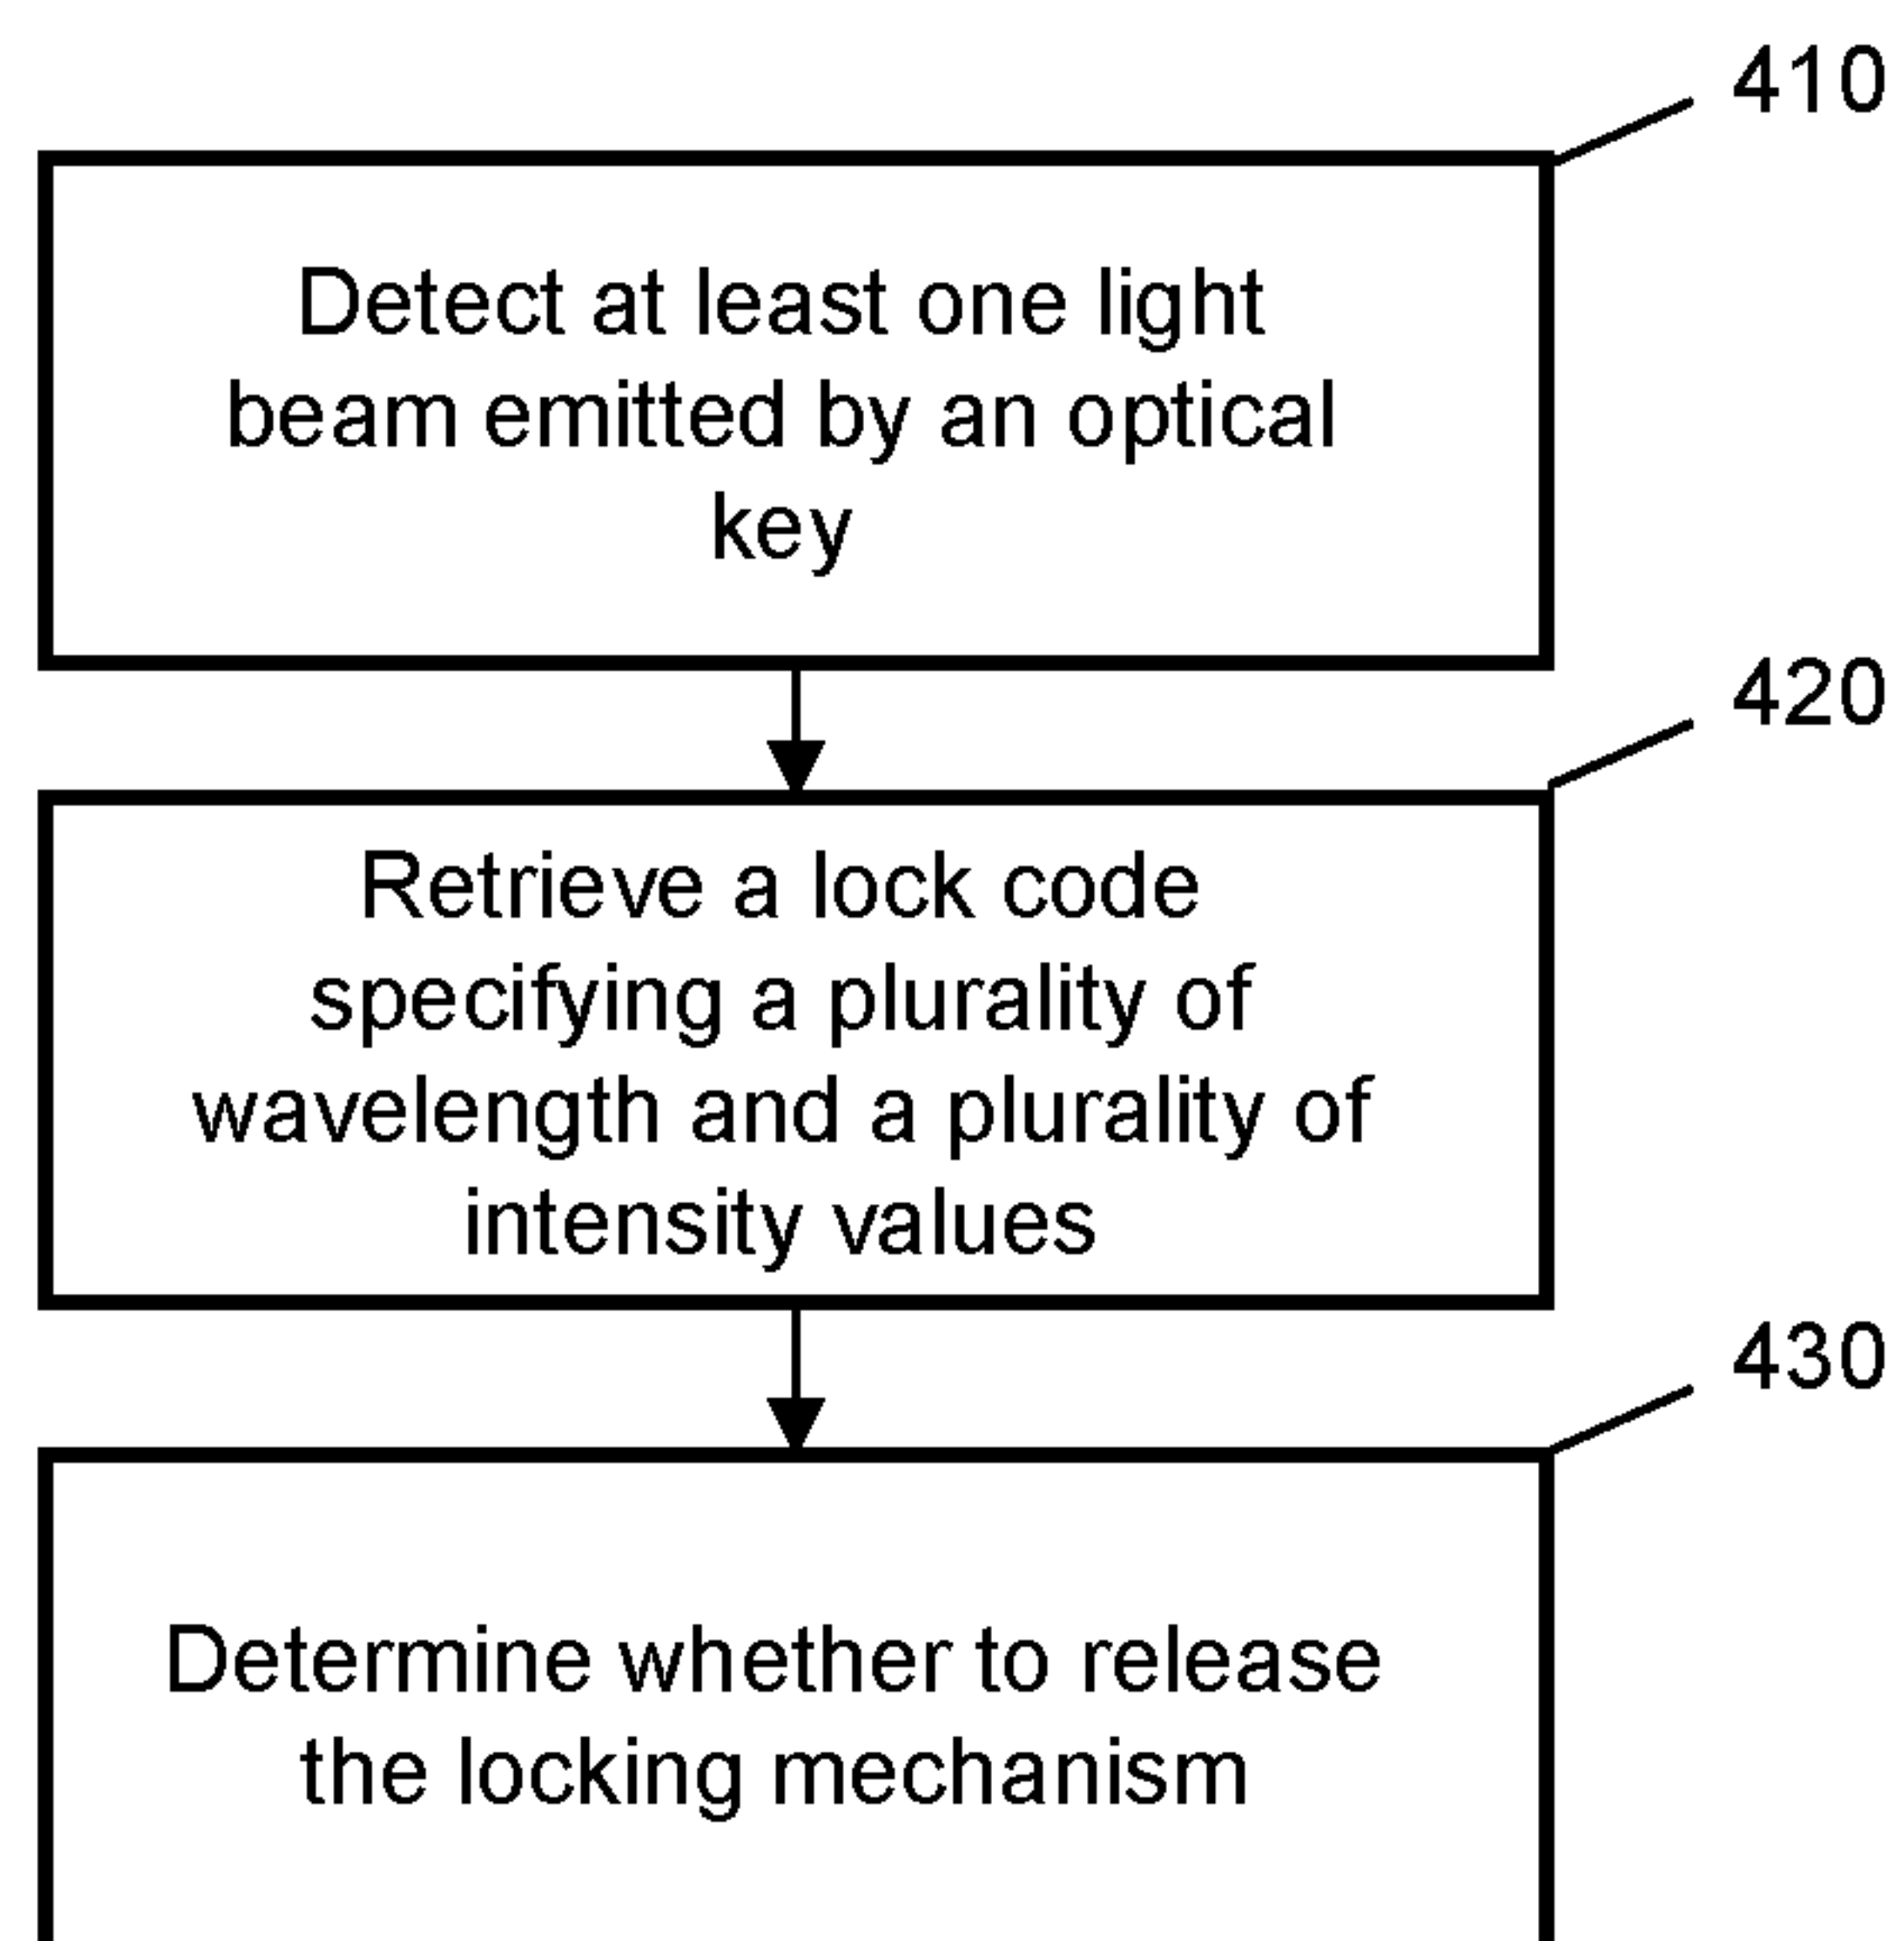 410
Detect at least one light
beam emitted by an optical
key
420
Retrieve a lock code
specifying a plurality of
wavelength and a plurality of
intensity values
430
Determine whether to release
the locking mechanism